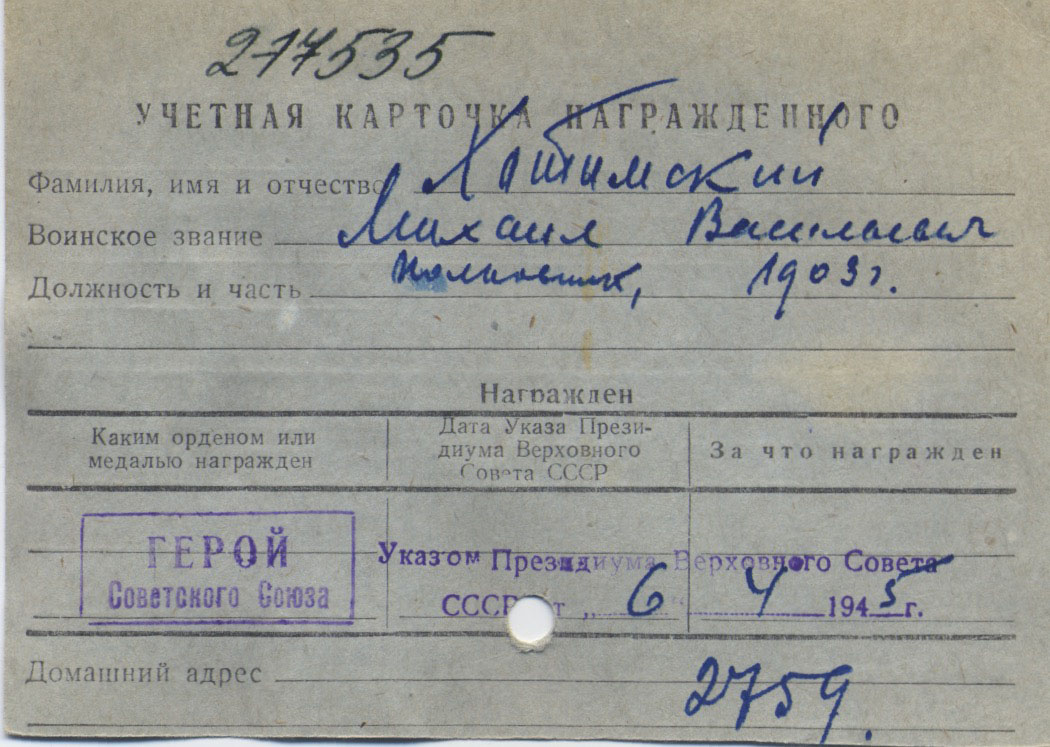 217535
УЧЕТНАЯ КАРТОЧКА НАГРАЖДЕННОГО
Фамилия, имя и отчество Хотимский
Воинское звание Михаил Васильевич
Должность и часть полковник, 1903 г.
Награжден
Каким орденом или
медалью награжден
Дата Указа Прези-
диума Верховного
Совета СССР
За что награжден
ГЕРОЙ
Советского Союза
Указом Президиума Верховного Совета
СССР от „ 6 " 4 1945 г.
Домашний адрес
2759.